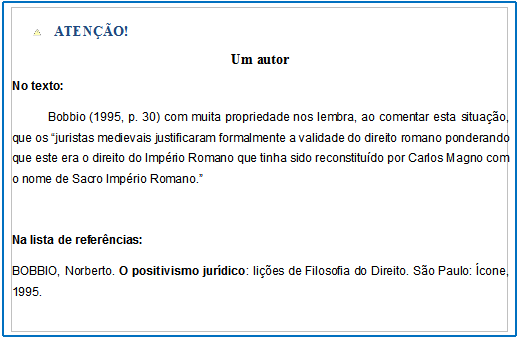 ATENÇÃO!
Um autor
No texto:
Bobbio (1995, p. 30) com muita propriedade nos lembra, ao comentar esta situação,
que os “juristas medievais justificaram formalmente a validade do direito romano ponderando
que este era o direito do Império Romano que tinha sido reconstituído por Carlos Magno com
o nome de Sacro Império Romano.”
Na lista de referências:
BOBBIO, Norberto. O positivismo jurídico: lições de Filosofia do Direito. São Paulo: Ícone,
1995.